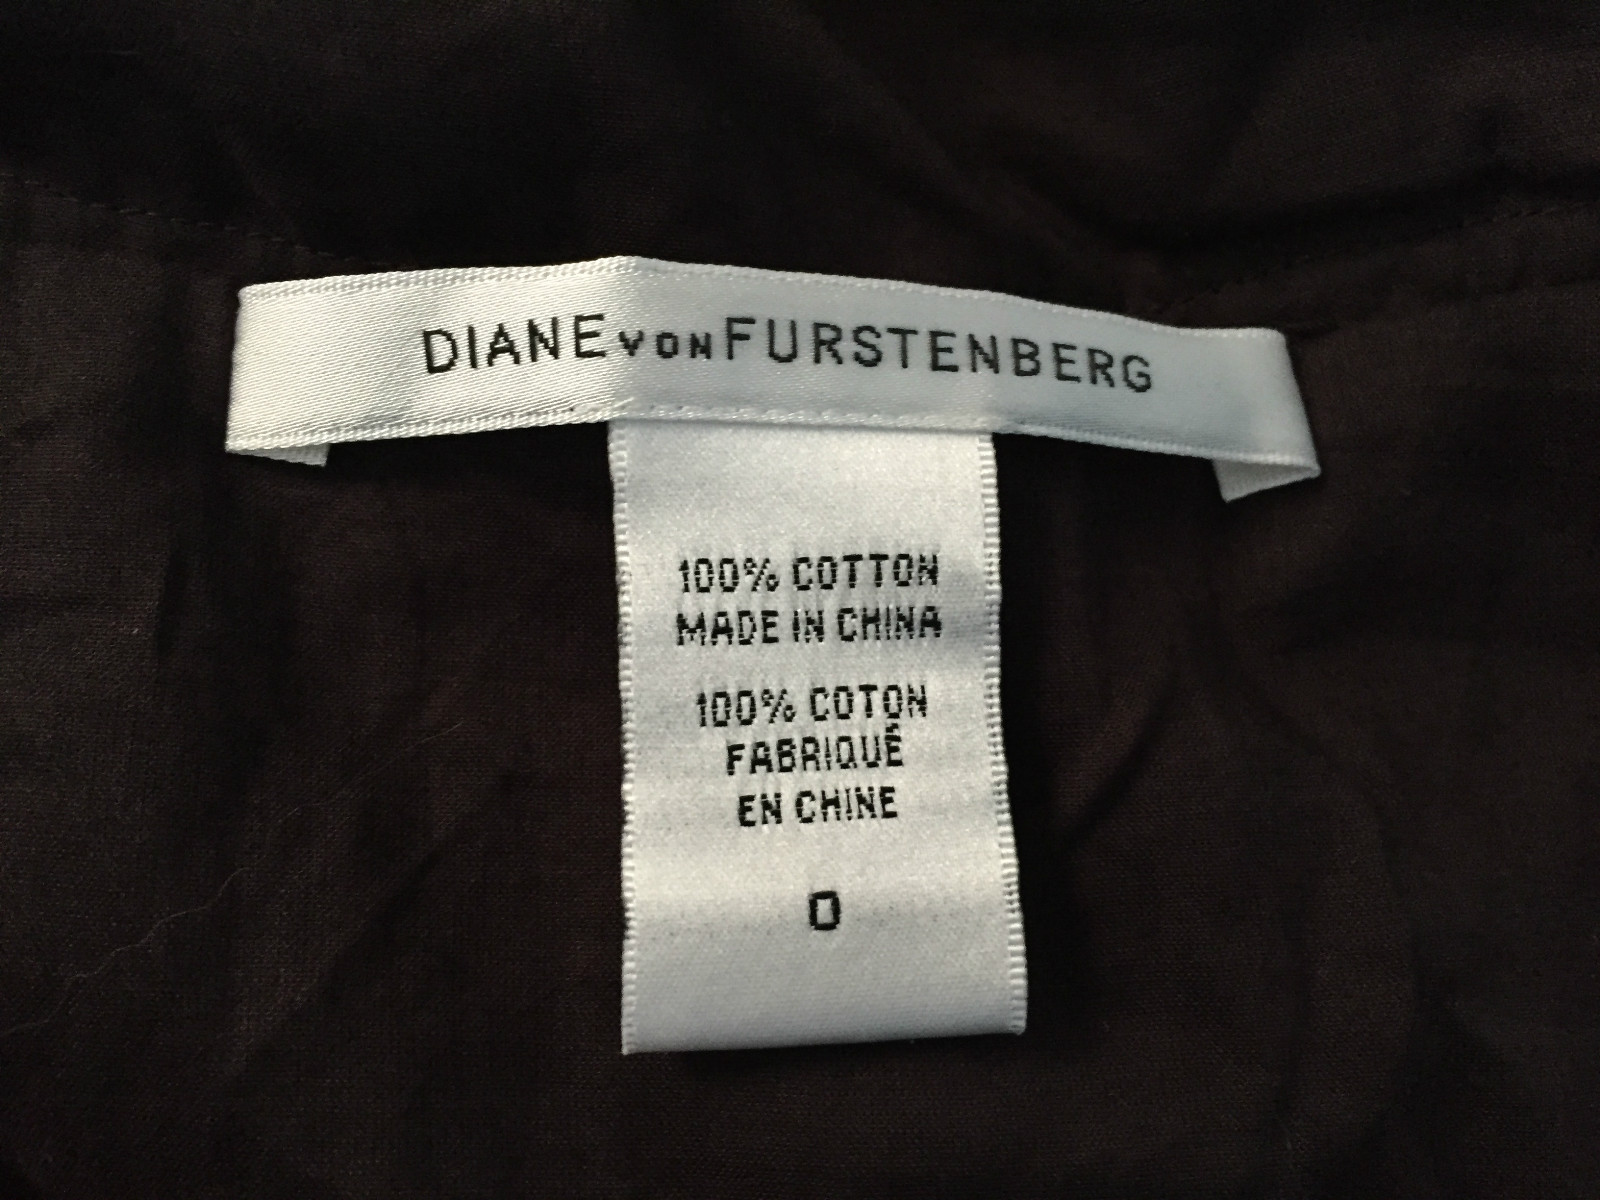 DIANE VON FURSTENBERG
100% COTTON
MADE IN CHINA
100% COTON
FABRIQUÉ
EN CHINE
0